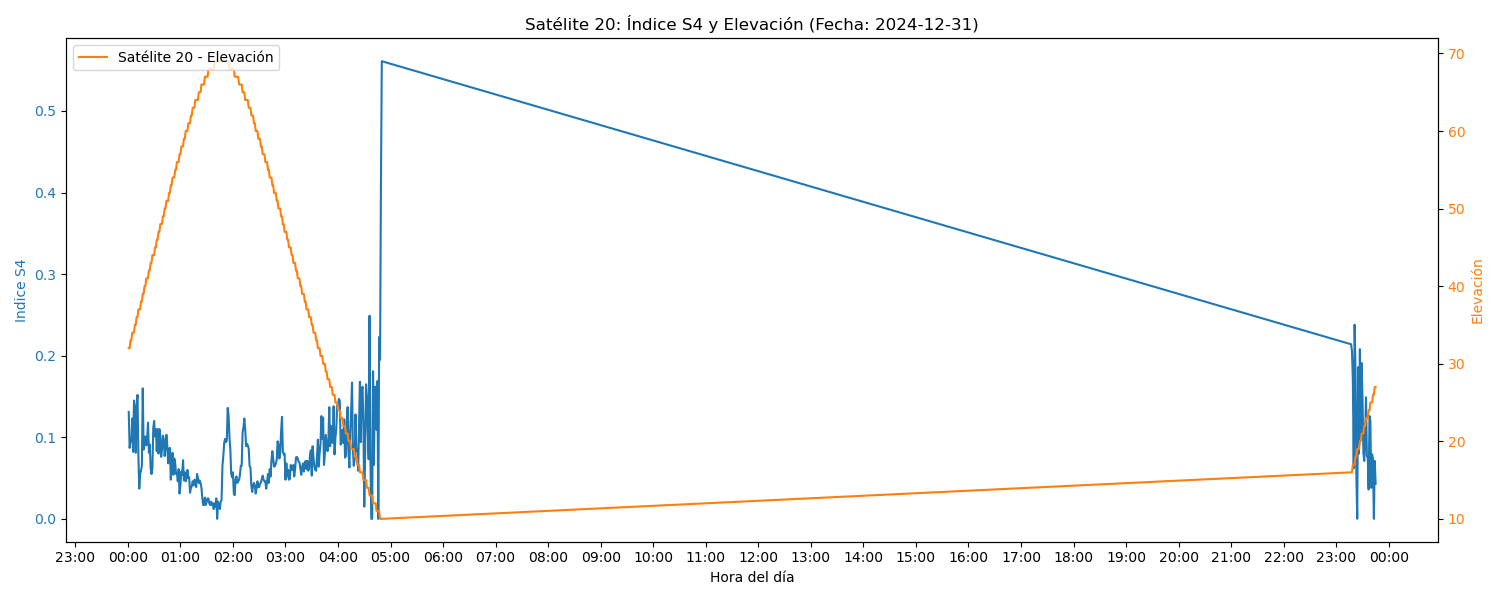 Satélite 20: Índice S4 y Elevación (Fecha: 2024-12-31)
Satélite 20 - Elevación
Indice S4
0.5
0.4
0.3
0.2
0.1
0.0
70
60
50
40
30
20
10
Elevación
23:00 00:00 01:00 02:00 03:00 04:00 05:00 06:00 07:00 08:00 09:00 10:00 11:00 12:00 13:00 14:00 15:00 16:00 17:00 18:00 19:00 20:00 21:00 22:00 23:00 00:00
Hora del día